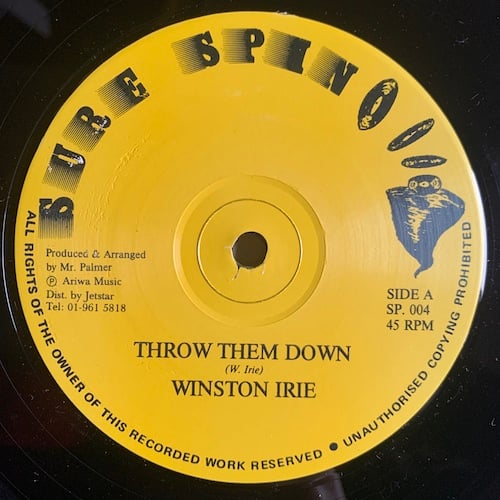 SURE SPIN
Produced & Arranged
by Mr. Palmer
Ⓟ Ariwa Music
Dist. by Jetstar
Tel: 01-961 5818
SIDE A
SP. 004
45 RPM
THROW THEM DOWN
(W. Irie)
WINSTON IRIE
ALL RIGHTS OF THE OWNER OF THIS RECORDED WORK RESERVED ● UNAUTHORISED COPYING PROHIBITED